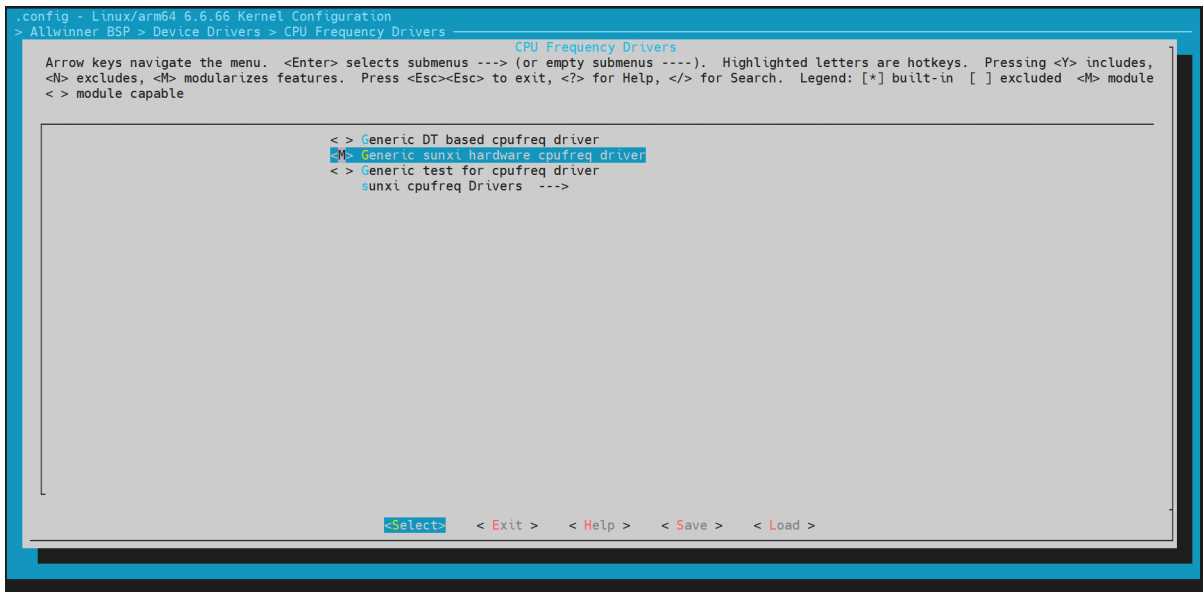 .config - Linux/arm64 6.6.66 Kernel Configuration
> Allwinner BSP > Device Drivers > CPU Frequency Drivers
CPU Frequency Drivers
Arrow keys navigate the menu.  <Enter> selects submenus ---> (or empty submenus ----).  Highlighted letters are hotkeys.  Pressing <Y> includes,
<N> excludes, <M> modularizes features.  Press <Esc><Esc> to exit, <?> for Help, </> for Search.  Legend: [*] built-in  [ ] excluded  <M> module
< > module capable
< > Generic DT based cpufreq driver
<M> Generic sunxi hardware cpufreq driver
< > Generic test for cpufreq driver
sunxi cpufreq Drivers  --->
<Select>    < Exit >    < Help >    < Save >    < Load >